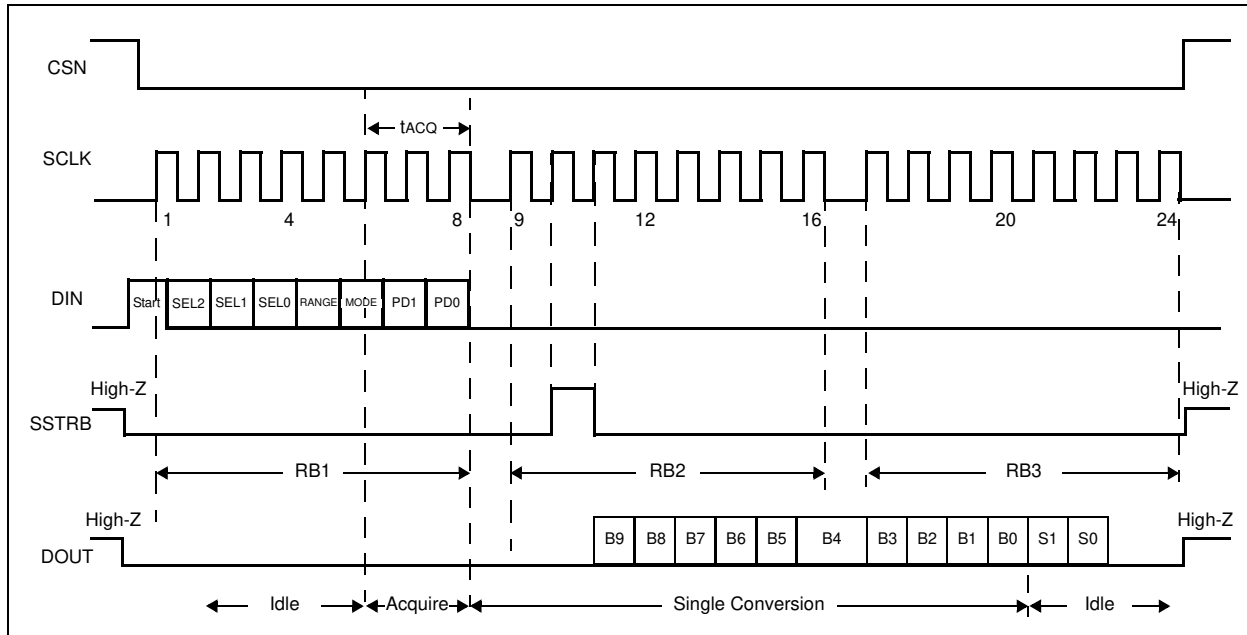 CSN
tACQ
SCLK
1 4 8 9 12 16 20 24
DIN
Start SEL2 SEL1 SEL0 RANGE MODE PD1 PD0
High-Z High-Z
SSTRB
RB1 RB2 RB3
High-Z High-Z
DOUT
B9 B8 B7 B6 B5 B4 B3 B2 B1 B0 S1 S0
Idle Acquire Single Conversion Idle